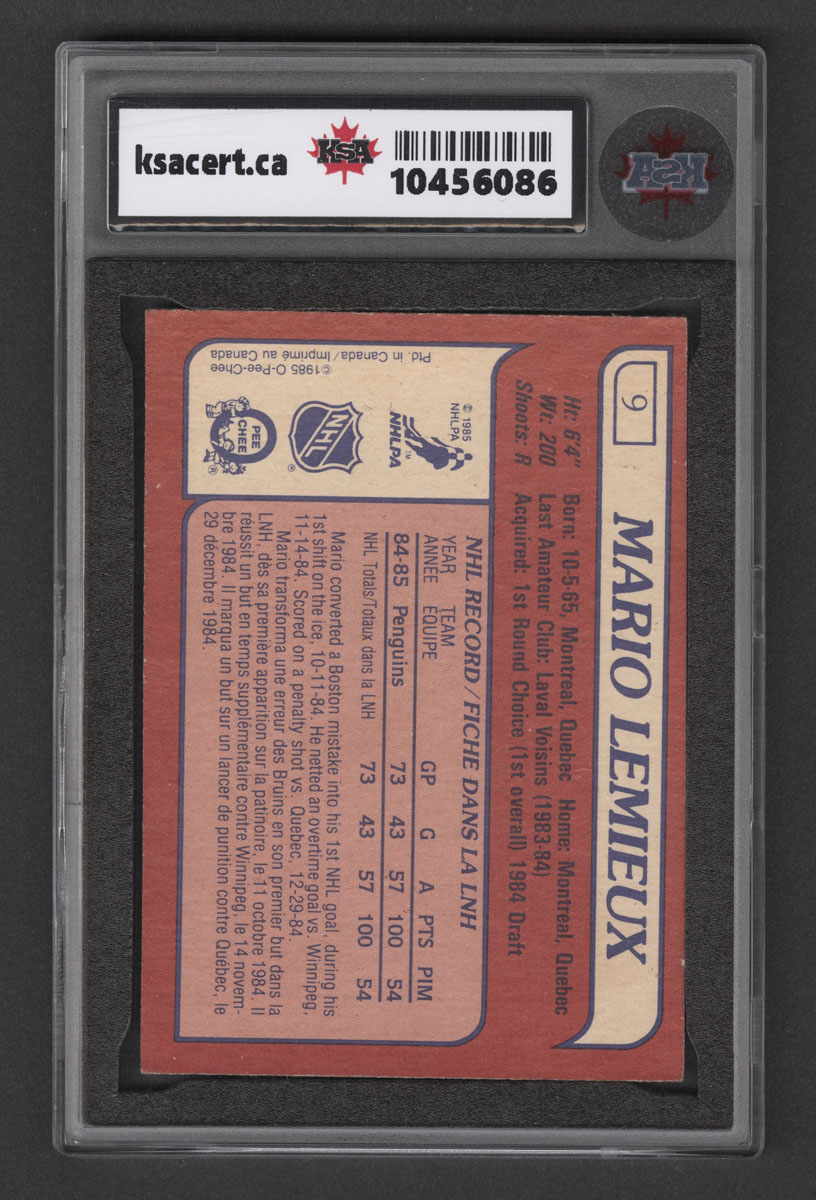 ksacert.ca
KSA
10456086
KSA
9
MARIO LEMIEUX
Ht: 6'4" Born: 10-5-65, Montreal, Quebec Home: Montreal, Quebec
Wt: 200 Last Amateur Club: Laval Voisins (1983-84)
Shoots: R Acquired: 1st Round Choice (1st overall) 1984 Draft
© 1985
NHLPA
NHLPA™
NHL
®
PEE
CHEE
®
©1985 O-Pee-Chee
Ptd. in Canada/Imprimé au Canada
NHL RECORD/FICHE DANS LA LNH
YEAR TEAM
ANNÉE ÉQUIPE GP G A PTS PIM
84-85 Penguins 73 43 57 100 54
NHL Totals/Totaux dans la LNH 73 43 57 100 54
Mario converted a Boston mistake into his 1st NHL goal, during his
1st shift on the ice, 10-11-84. He netted an overtime goal vs. Winnipeg,
11-14-84. Scored on a penalty shot vs. Quebec, 12-29-84.
Mario transforma une erreur des Bruins en son premier but dans la
LNH, dès sa première apparition sur la patinoire, le 11 octobre 1984. Il
réussit un but en temps supplémentaire contre Winnipeg, le 14 novem-
bre 1984. Il marqua un but sur un lancer de punition contre Québec, le
29 décembre 1984.